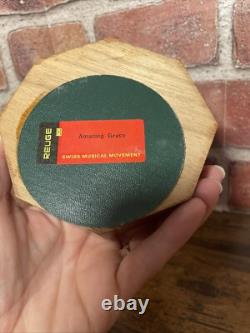 REUGE
Amazing Grace
SWISS MUSICAL MOVEMENT